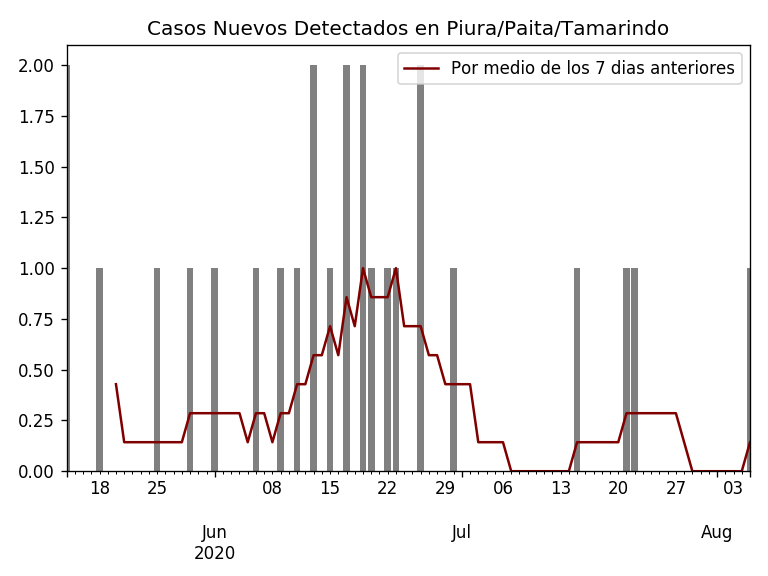 Casos Nuevos Detectados en Piura/Paita/Tamarindo
Por medio de los 7 dias anteriores
2.00
1.75
1.50
1.25
1.00
0.75
0.50
0.25
0.00
18 25 08 15 22 29 06 13 20 27 03
Jun Jul Aug
2020